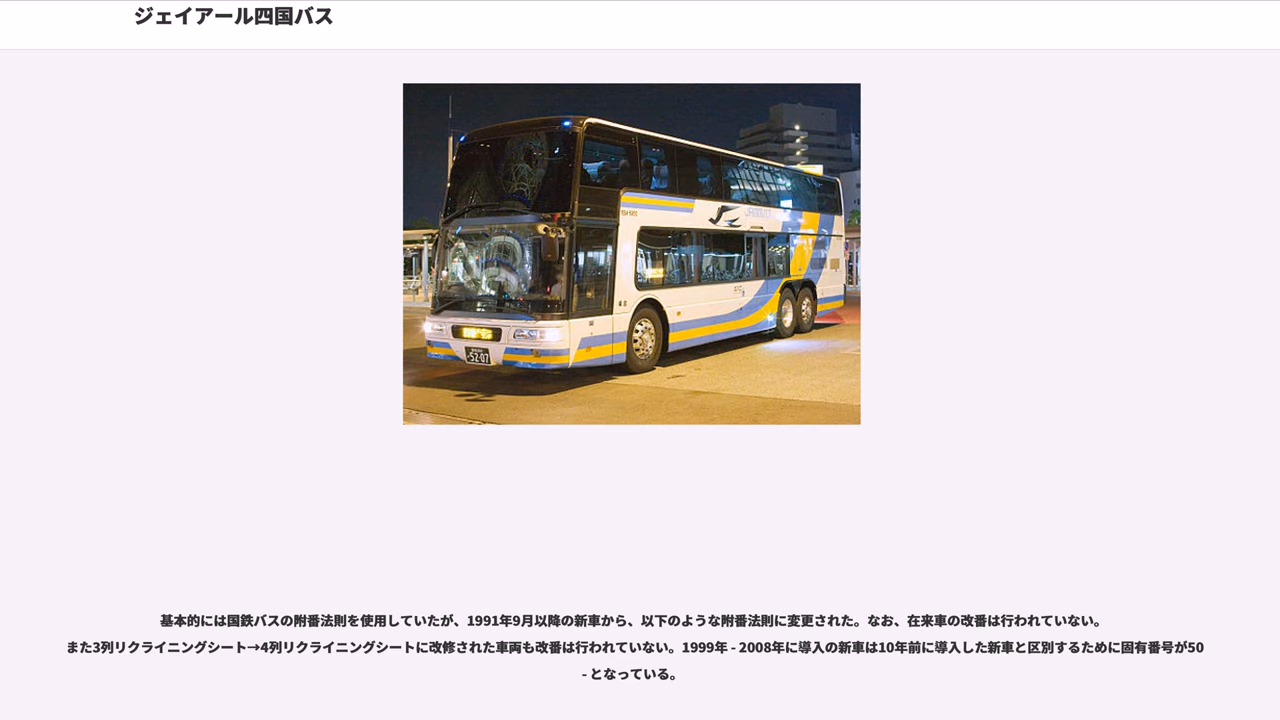 ジェイアール四国バス
52-07
基本的には国鉄バスの附番法則を使用していたが、1991年9月以降の新車から、以下のような附番法則に変更された。なお、在来車の改番は行われていない。
また3列リクライニングシート→4列リクライニングシートに改修された車両も改番は行われていない。1999年 - 2008年に導入の新車は10年前に導入した新車と区別するために固有番号が50
- となっている。